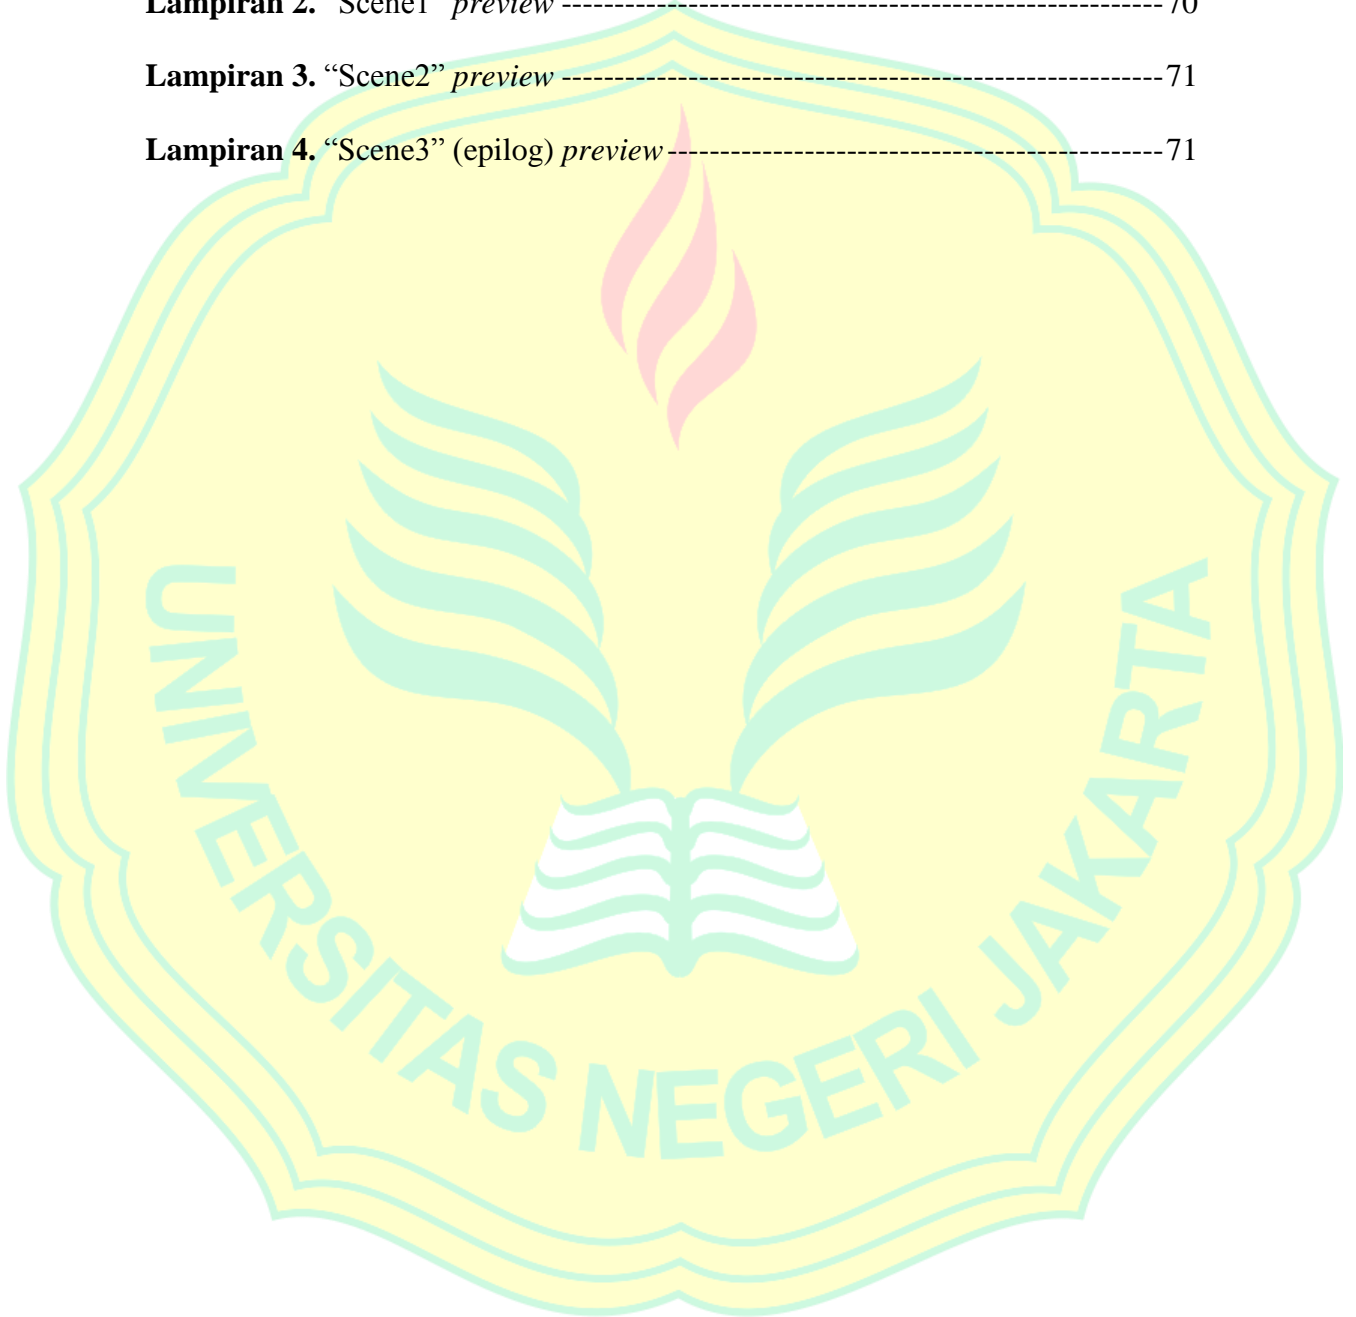 Lampiran 2. “Scene1” preview ---------------------------------------------------------70
Lampiran 3. “Scene2” preview ---------------------------------------------------------71
Lampiran 4. “Scene3” (epilog) preview -----------------------------------------------71
UNIVERSITAS NEGERI JAKARTA